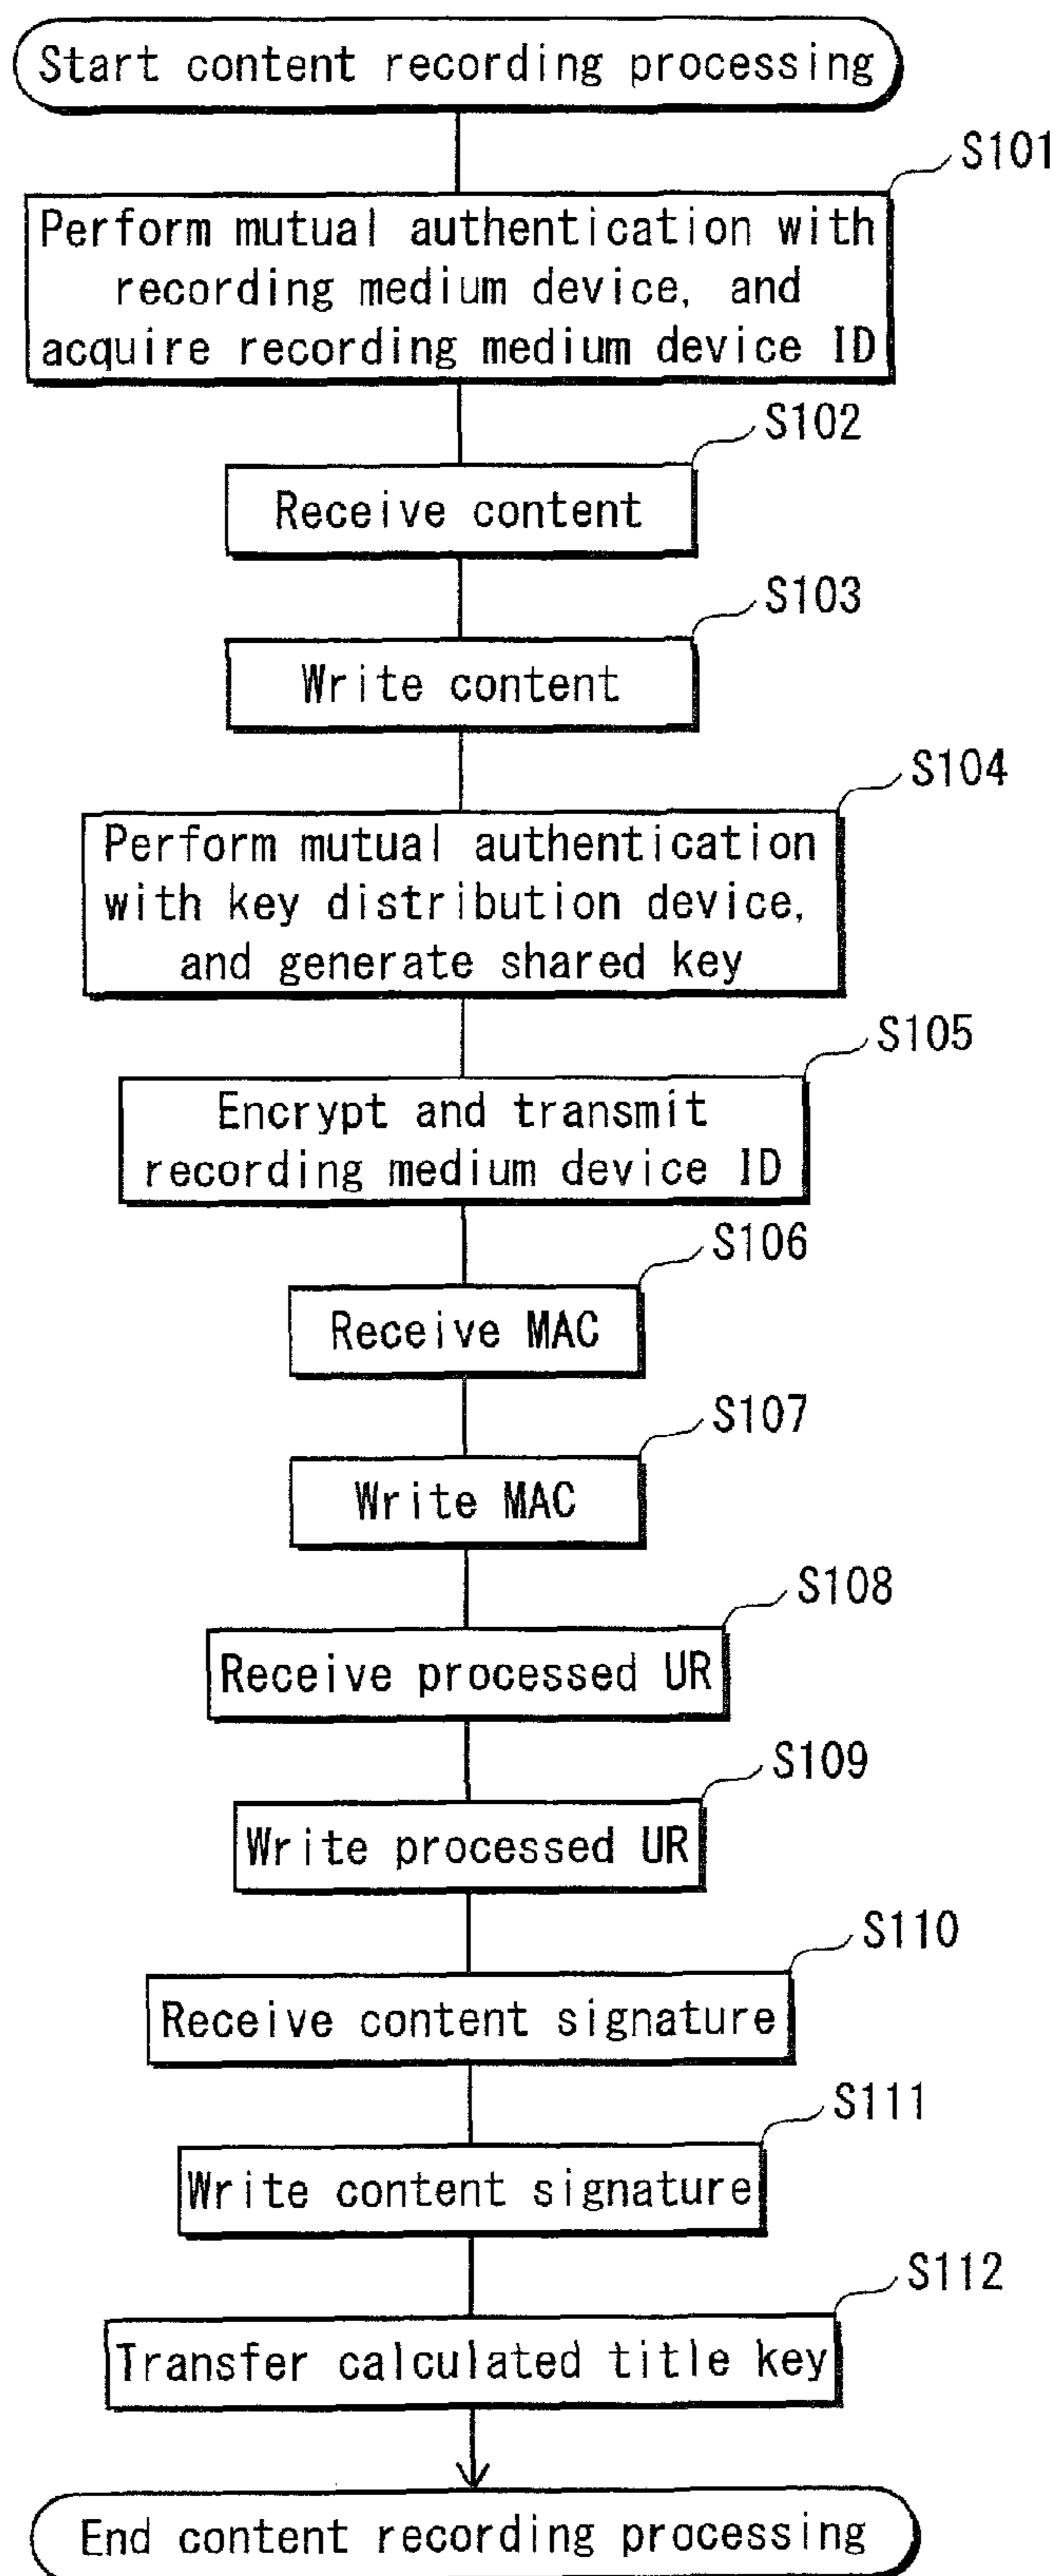 Start content recording processing
S101
Perform mutual authentication with
recording medium device, and
acquire recording medium device ID
S102
Receive content
S103
Write content
S104
Perform mutual authentication
with key distribution device,
and generate shared key
S105
Encrypt and transmit
recording medium device ID
S106
Receive MAC
S107
Write MAC
S108
Receive processed UR
S109
Write processed UR
S110
Receive content signature
S111
Write content signature
S112
Transfer calculated title key
End content recording processing